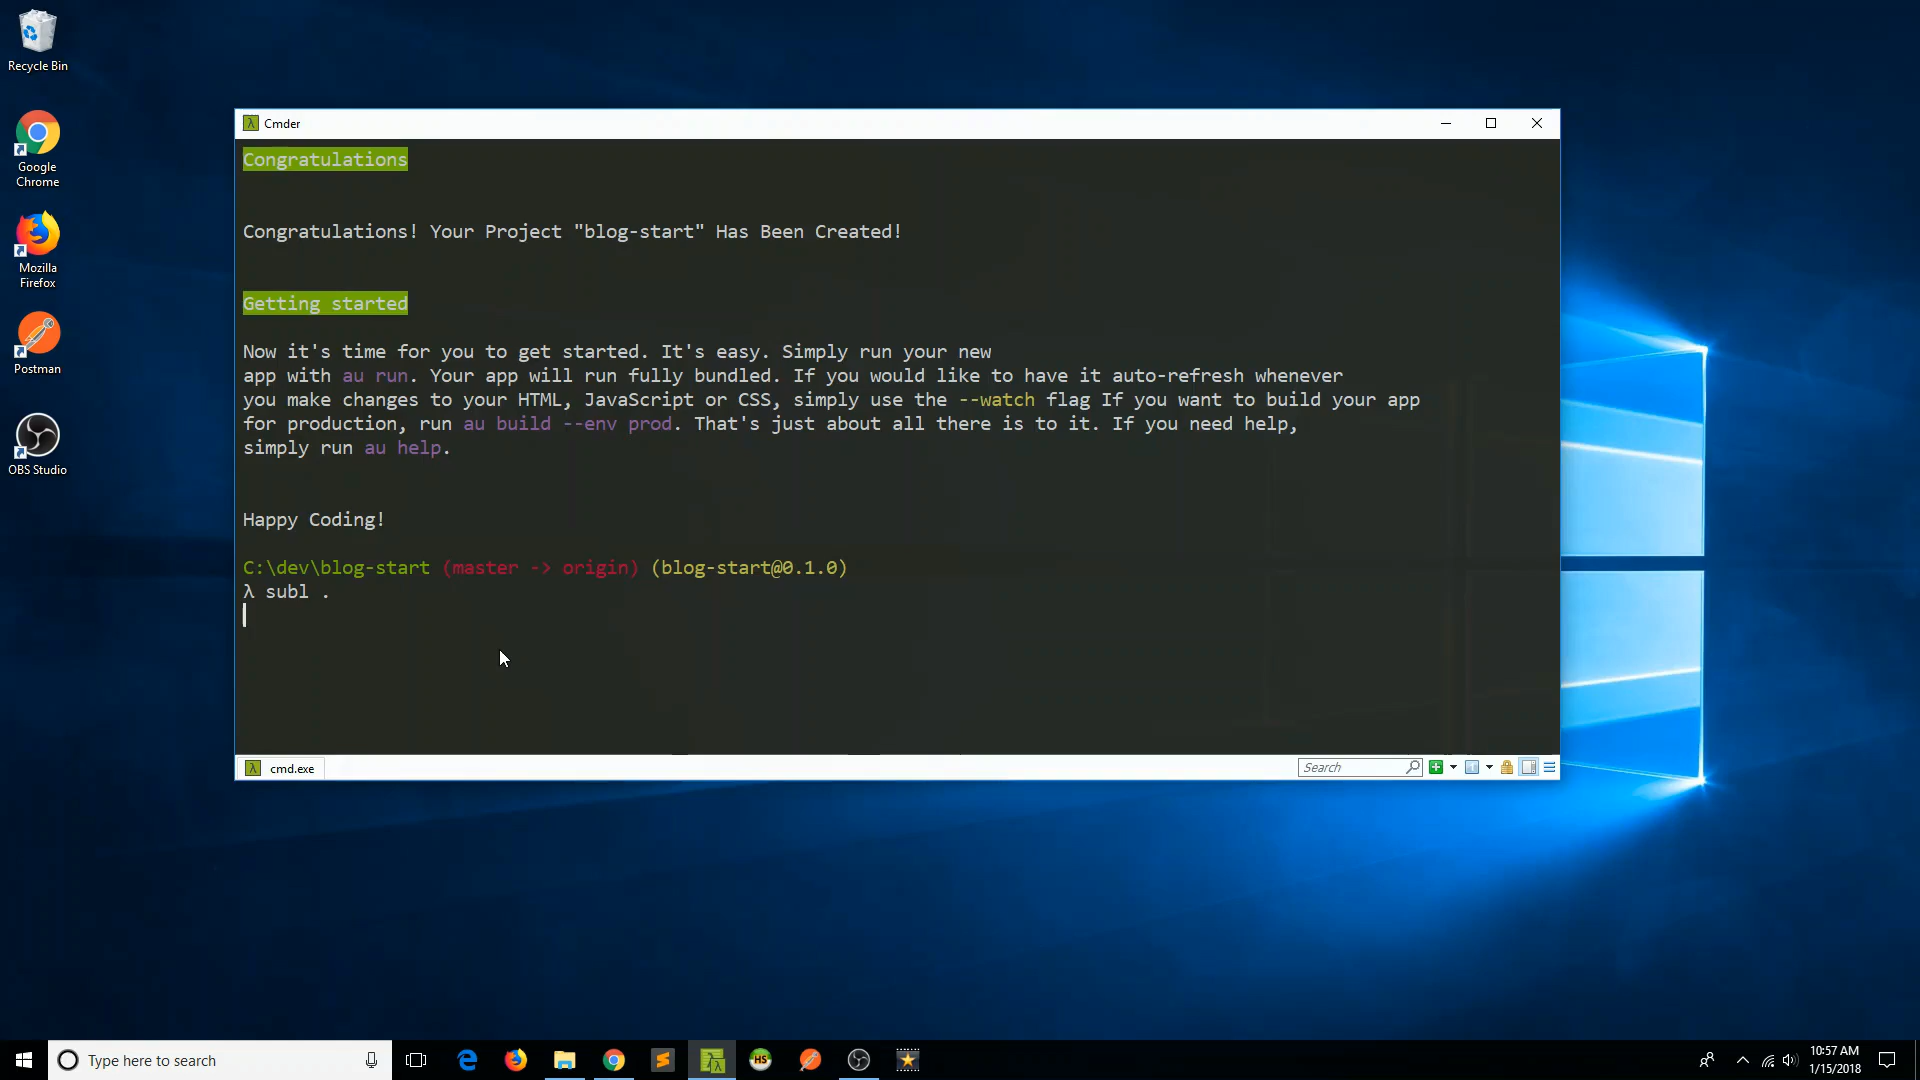 Recycle Bin
Google
Chrome
Mozilla
Firefox
Postman
OBS Studio
Cmder
Congratulations
Congratulations! Your Project "blog-start" Has Been Created!
Getting started
Now it's time for you to get started. It's easy. Simply run your new
app with au run. Your app will run fully bundled. If you would like to have it auto-refresh whenever
you make changes to your HTML, JavaScript or CSS, simply use the --watch flag If you want to build your app
for production, run au build --env prod. That's just about all there is to it. If you need help,
simply run au help.
Happy Coding!
C:\dev\blog-start (master -> origin) (blog-start@0.1.0)
λ subl .
cmd.exe
Search
Type here to search
HS
10:57 AM
1/15/2018